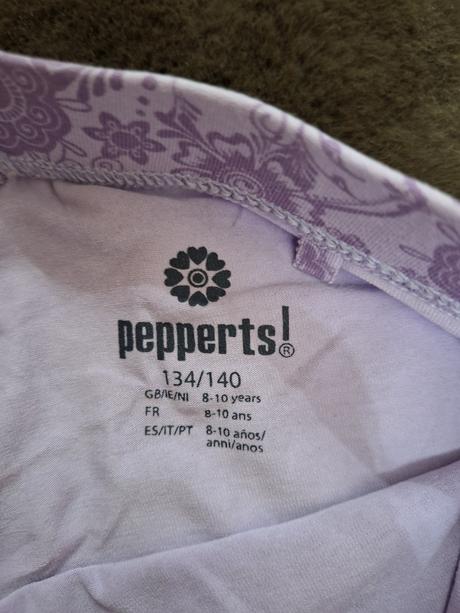 pepperts!®
134/140
GB/IE/NI 8-10 years
FR 8-10 ans
ES/IT/PT 8-10 años/
anni/anos